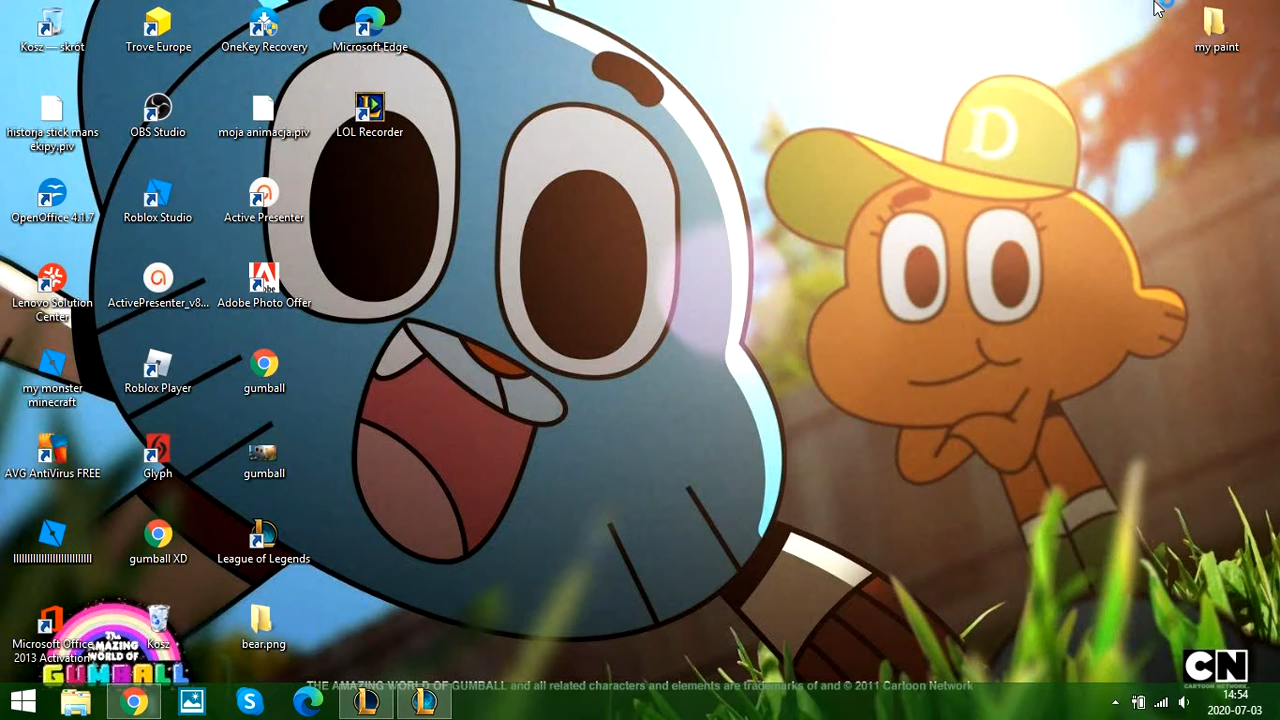 Kosz — skrót
Trove Europe
OneKey Recovery
Microsoft Edge
my paint
historja stick mans
ekipy.piv
OBS Studio
moja animacja.piv
LOL Recorder
D
OpenOffice 4.1.7
Roblox Studio
Active Presenter
Lenovo Solution
Center
ActivePresenter_v8...
Adobe Photo Offer
my monster
minecraft
Roblox Player
gumball
AVG AntiVirus FREE
Glyph
gumball
gumball XD
League of Legends
Microsoft Office
2013 Activation
Kosz
bear.png
The
AMAZING
WORLD OF
GUMBALL
CN
CARTOON NETWORK
THE AMAZING WORLD OF GUMBALL and all related characters and elements are trademarks of and © 2011 Cartoon Network
14:54
2020-07-03